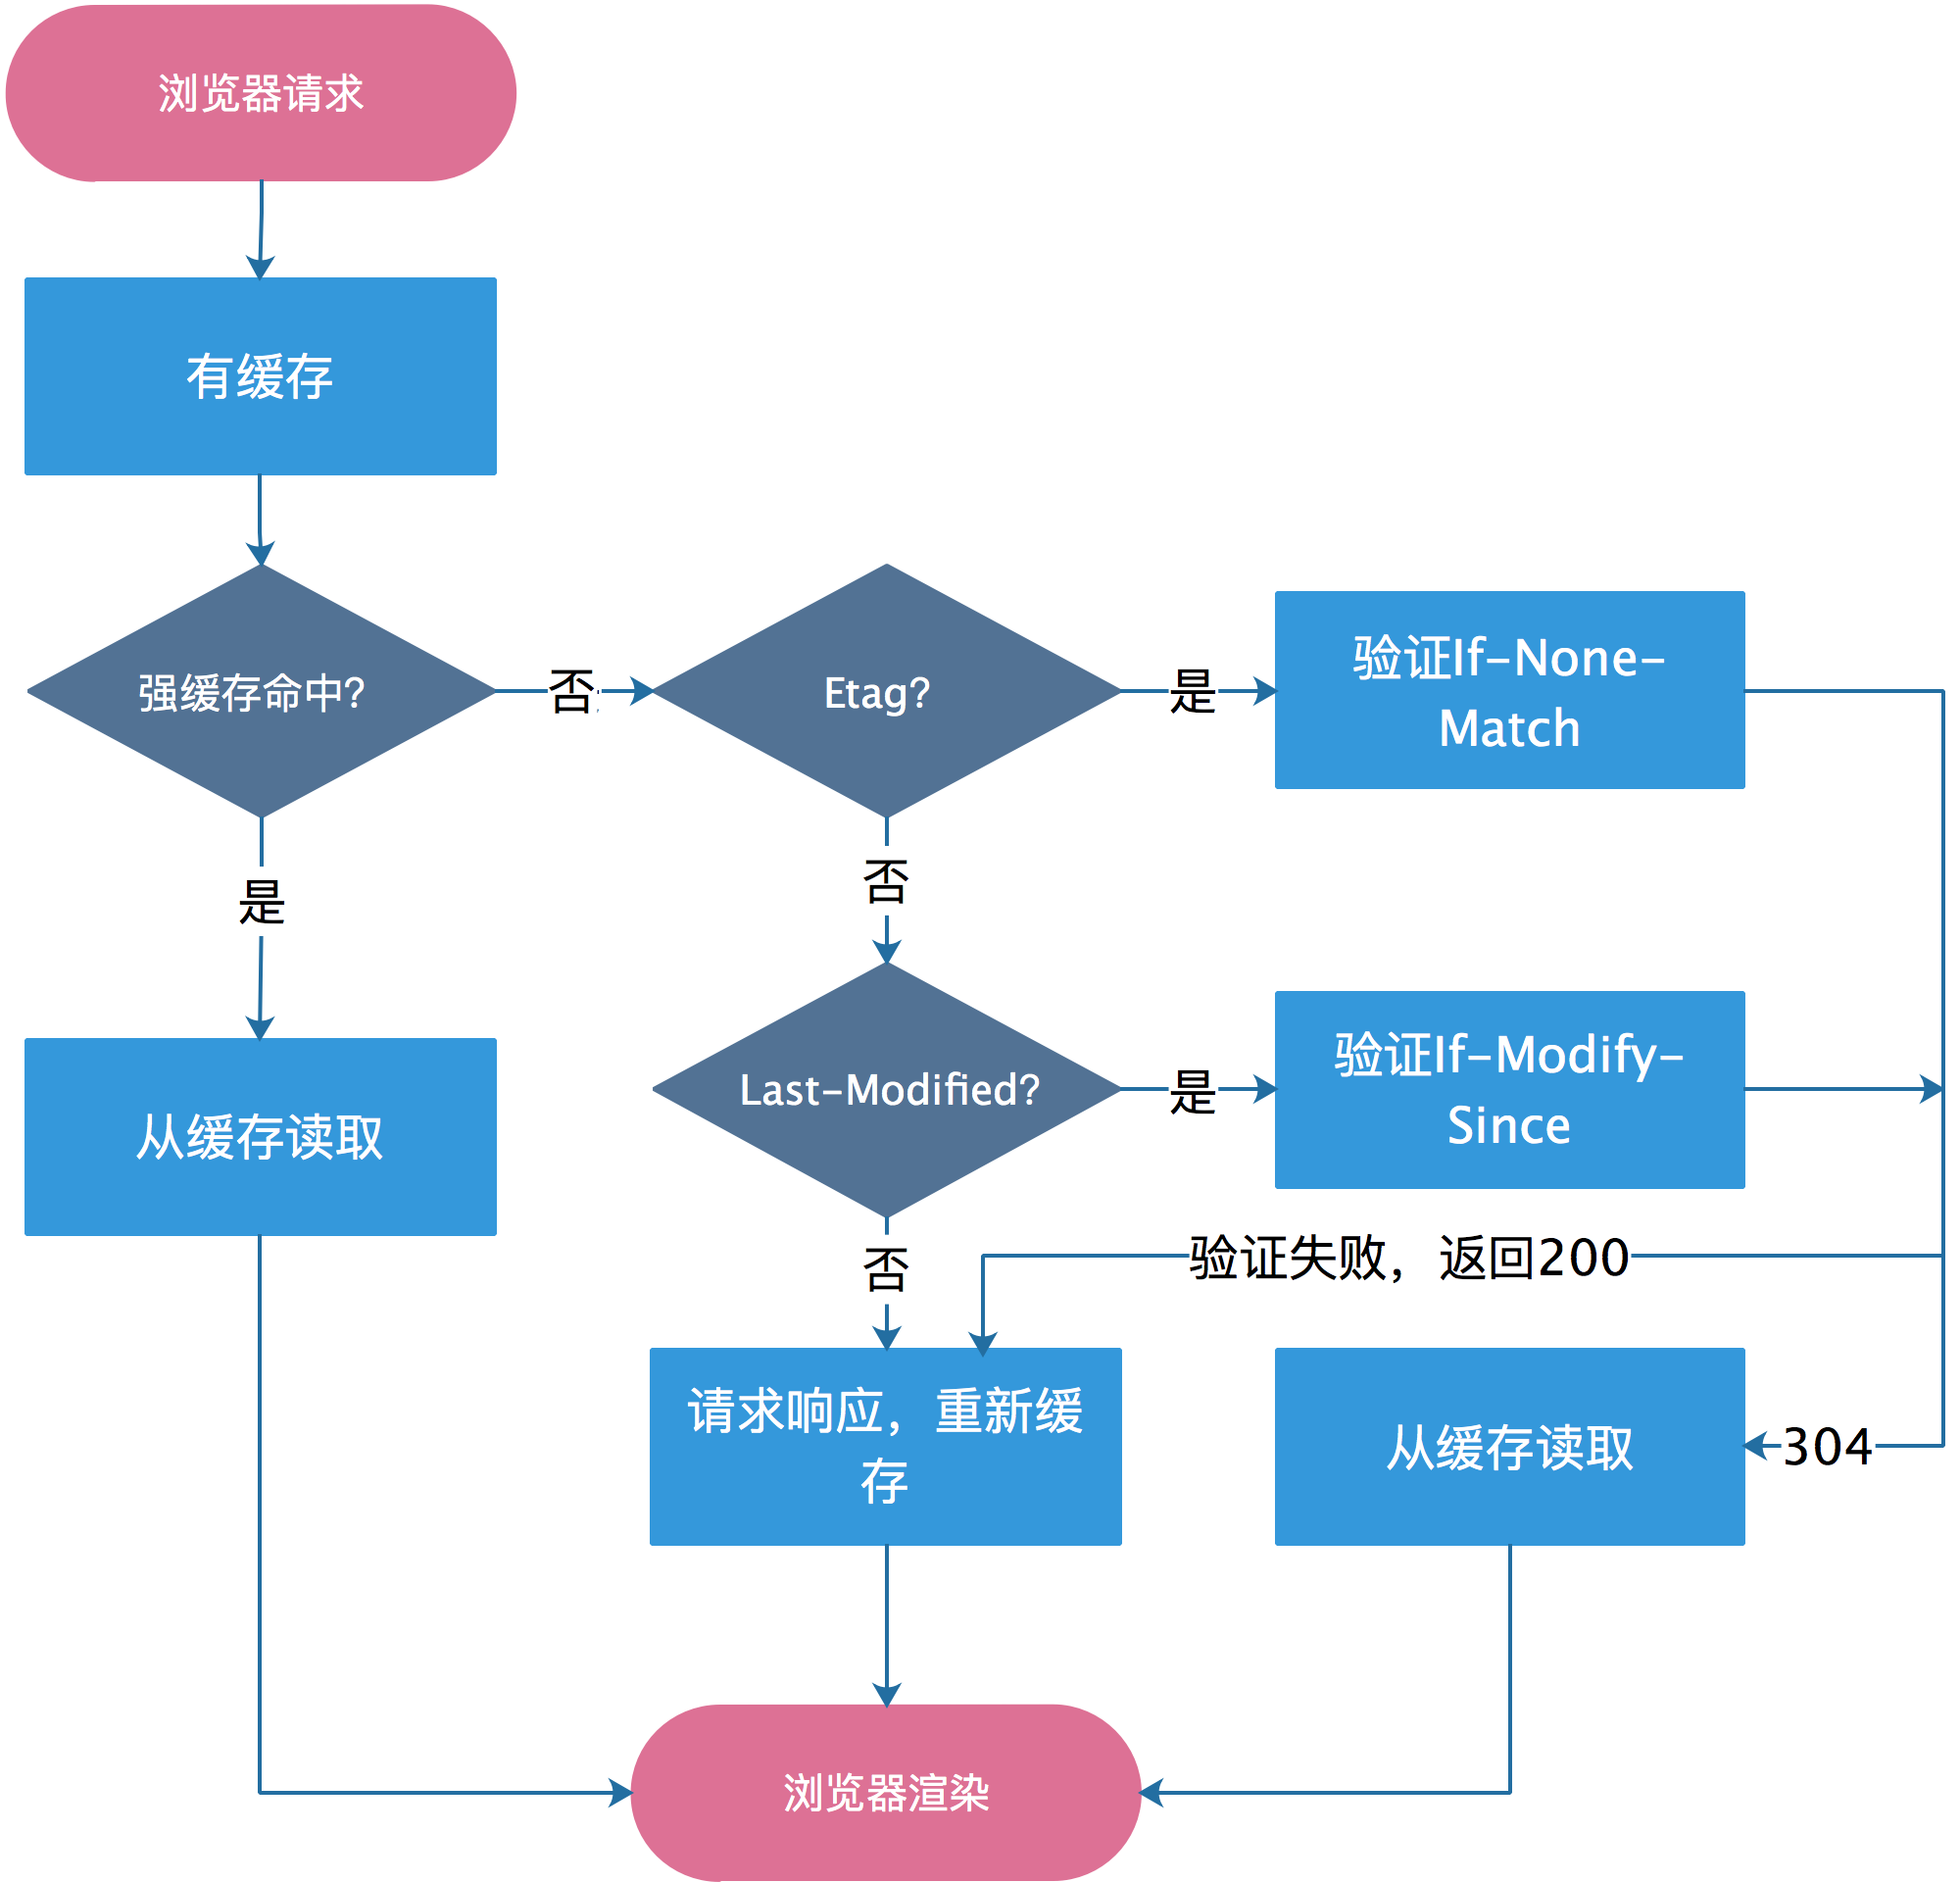 浏览器请求
有缓存
强缓存命中?
否
Etag?
是
验证If-None-
Match
是
否
从缓存读取
Last-Modified?
是
验证If-Modify-
Since
否
验证失败，返回200
请求响应，重新缓
存
从缓存读取
304
浏览器渲染